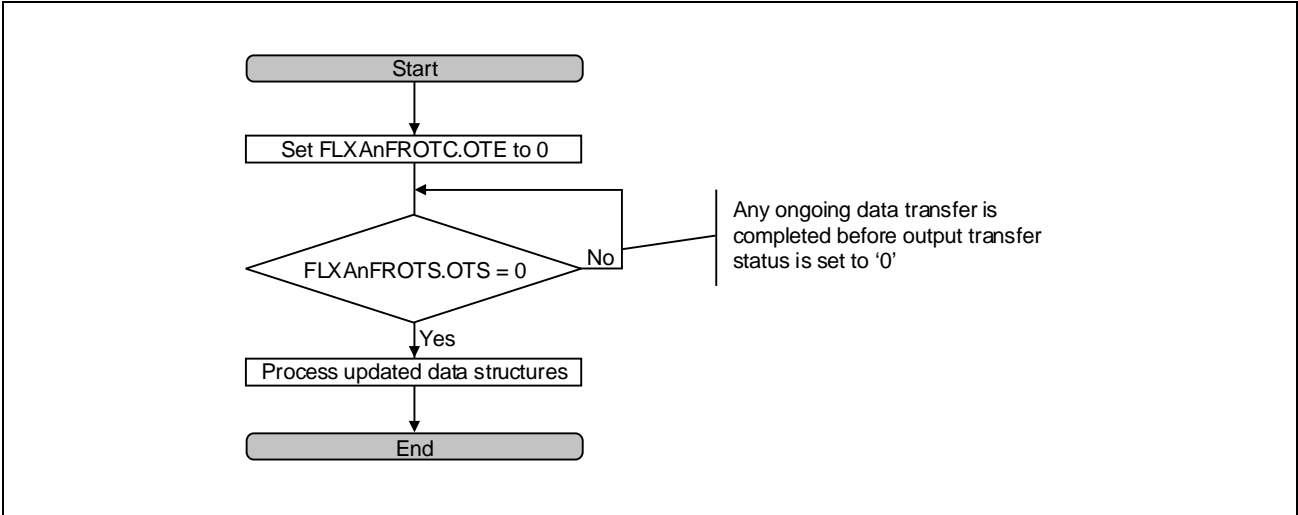 Start
Set FLXAnFROTC.OTE to 0
Any ongoing data transfer is
completed before output transfer
status is set to ‘0’
FLXAnFROTS.OTS = 0
No
Yes
Process updated data structures
End